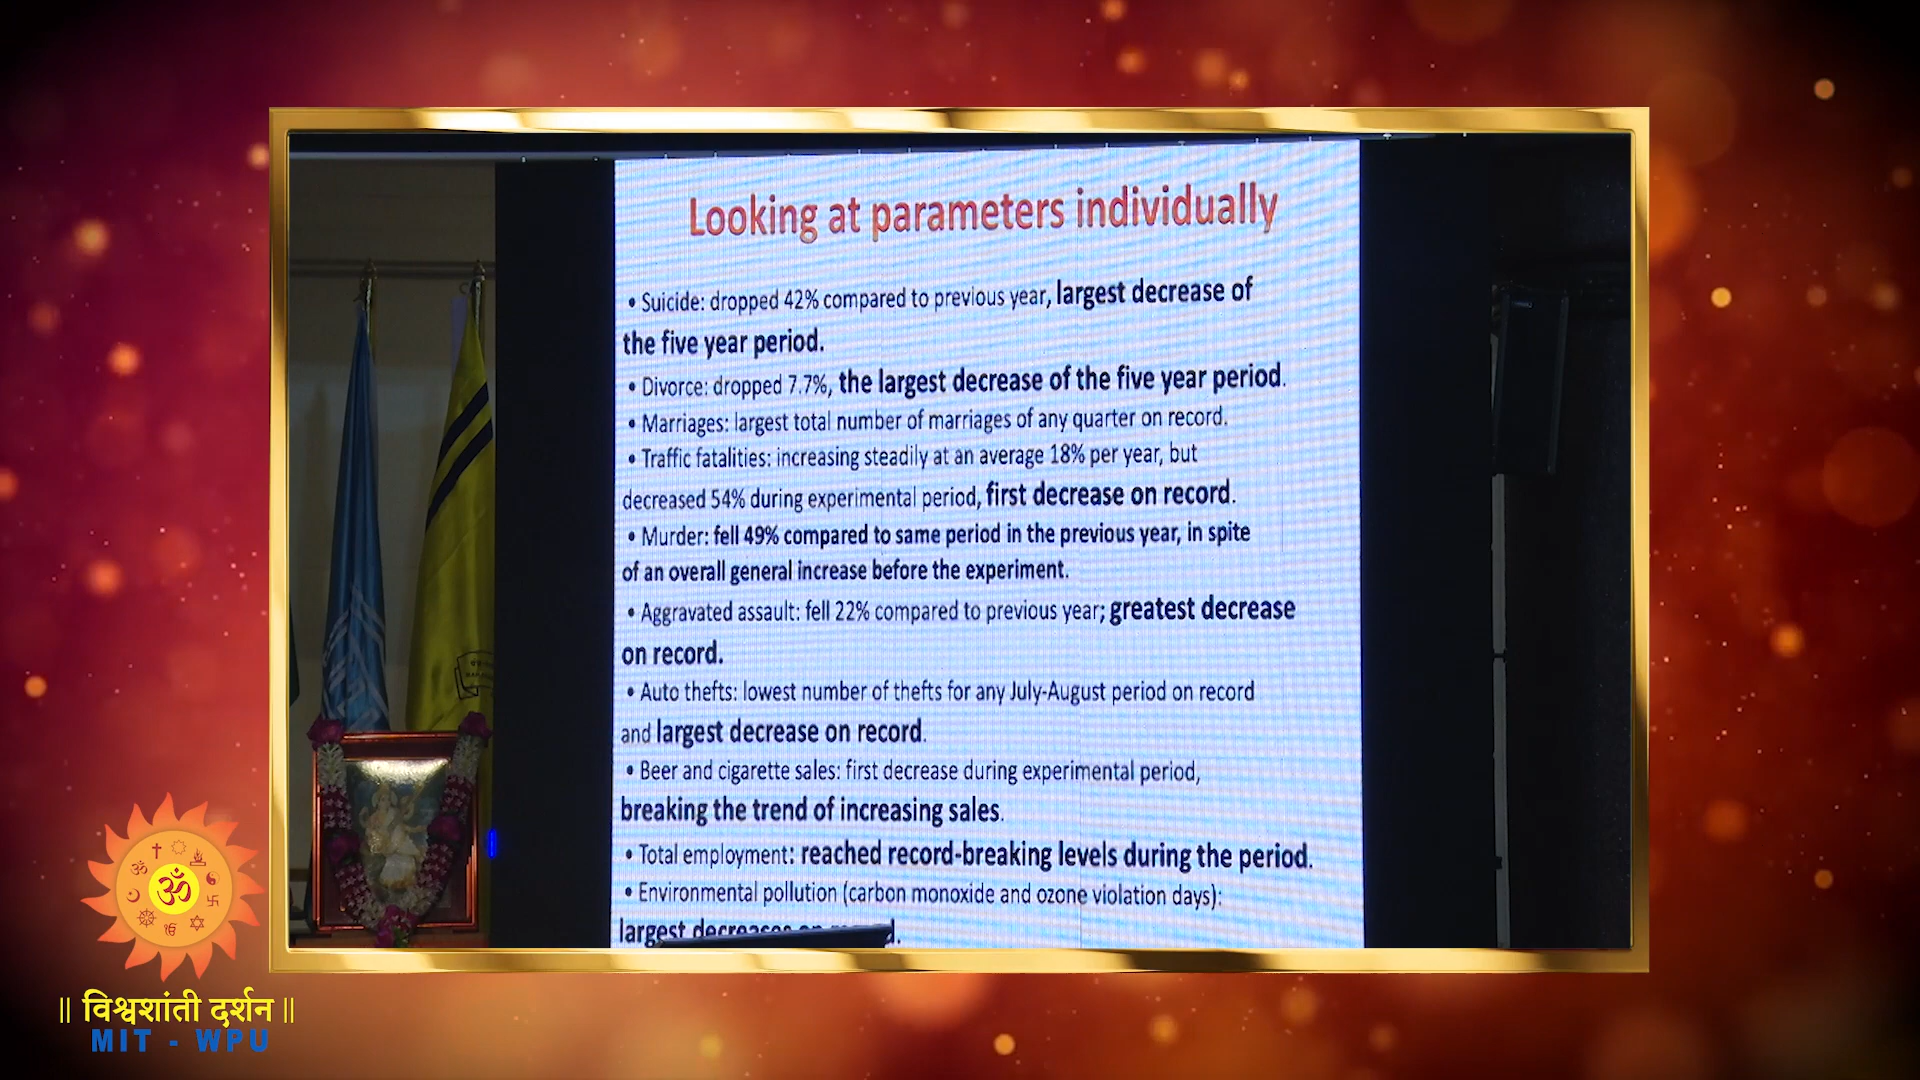 Looking at parameters individually
• Suicide: dropped 42% compared to previous year, largest decrease of
the five year period.
• Divorce: dropped 7.7%, the largest decrease of the five year period.
• Marriages: largest total number of marriages of any quarter on record.
• Traffic fatalities: increasing steadily at an average 18% per year, but
decreased 54% during experimental period, first decrease on record.
• Murder: fell 49% compared to same period in the previous year, in spite
of an overall general increase before the experiment.
• Aggravated assault: fell 22% compared to previous year; greatest decrease
on record.
• Auto thefts: lowest number of thefts for any July-August period on record
and largest decrease on record.
• Beer and cigarette sales: first decrease during experimental period,
breaking the trend of increasing sales.
• Total employment: reached record-breaking levels during the period.
• Environmental pollution (carbon monoxide and ozone violation days):
largest decreases on
ॐ
|| विश्वशांती दर्शन ||
MIT - WPU